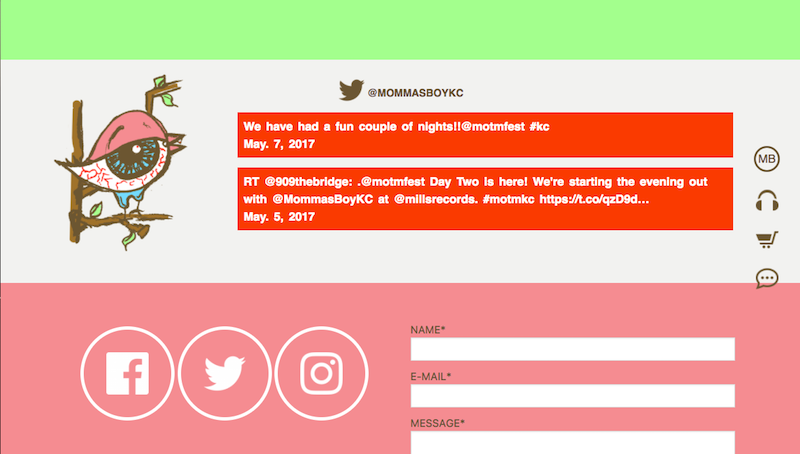 @MOMMASBOYKC
We have had a fun couple of nights!!@motmfest #kc
May. 7, 2017
RT @909thebridge: .@motmfest Day Two is here! We're starting the evening out
with @MommasBoyKC at @millsrecords. #motmkc https://t.co/qzD9d…
May. 5, 2017
MB
NAME*
E-MAIL*
MESSAGE*